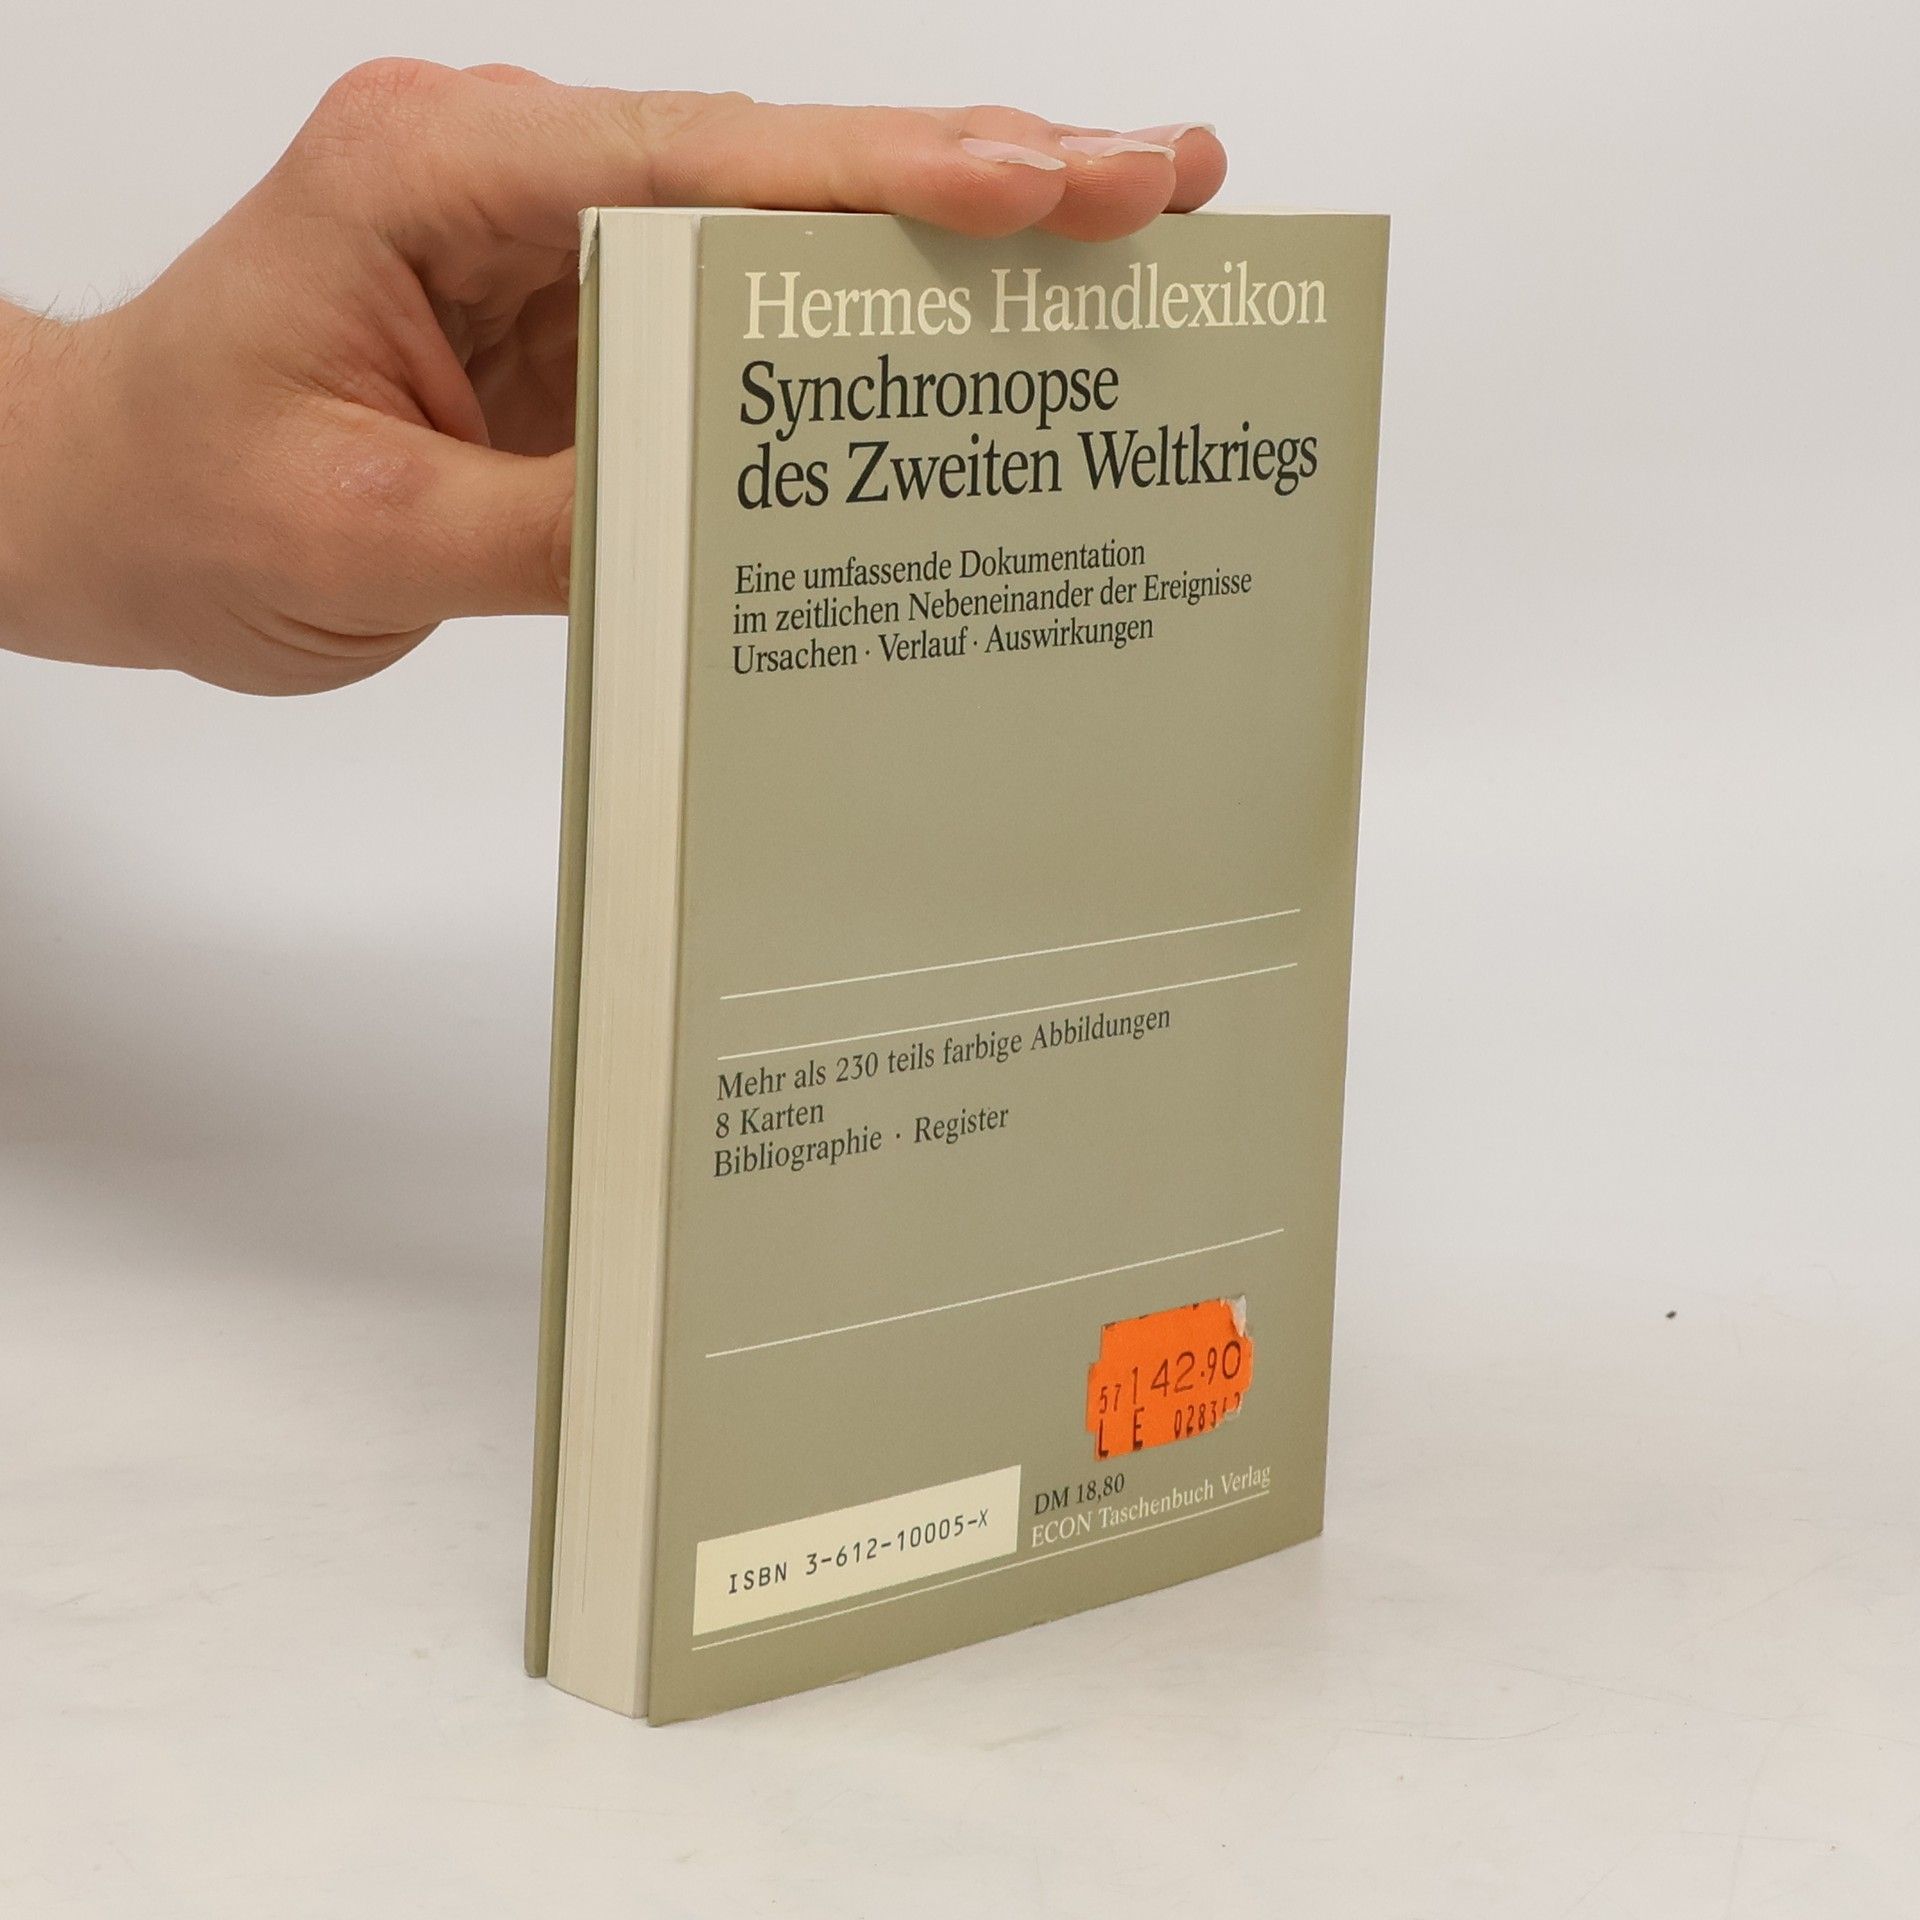 Hermes Handlexikon
Synchronopse
des Zweiten Weltkriegs
Eine umfassende Dokumentation
im zeitlichen Nebeneinander der Ereignisse
Ursachen · Verlauf · Auswirkungen
Mehr als 230 teils farbige Abbildungen
8 Karten
Bibliographie · Register
57 142.90
L E
DM 18,80
ECON Taschenbuch Verlag
ISBN 3-612-10005-X